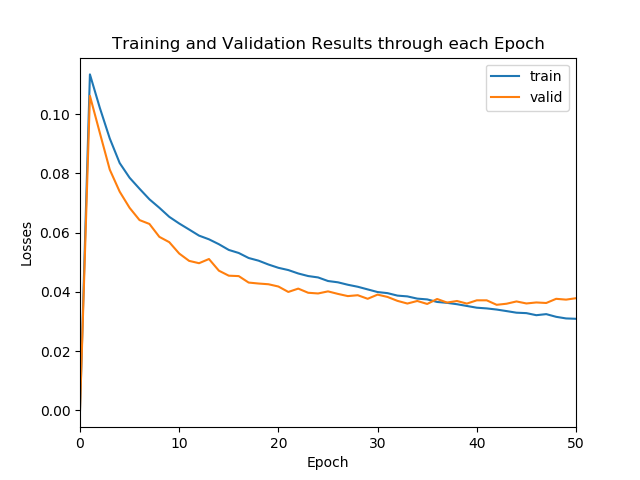 Training and Validation Results through each Epoch
train
valid
0.10
0.08
0.06
0.04
0.02
0.00
Losses
0 10 20 30 40 50
Epoch